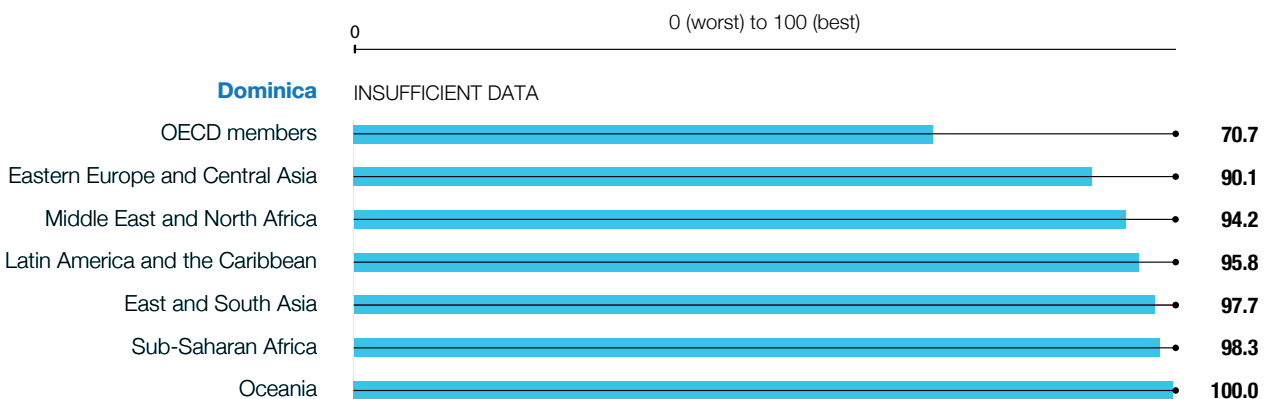 0 (worst) to 100 (best)
0
Dominica INSUFFICIENT DATA
OECD members 70.7
Eastern Europe and Central Asia 90.1
Middle East and North Africa 94.2
Latin America and the Caribbean 95.8
East and South Asia 97.7
Sub-Saharan Africa 98.3
Oceania 100.0